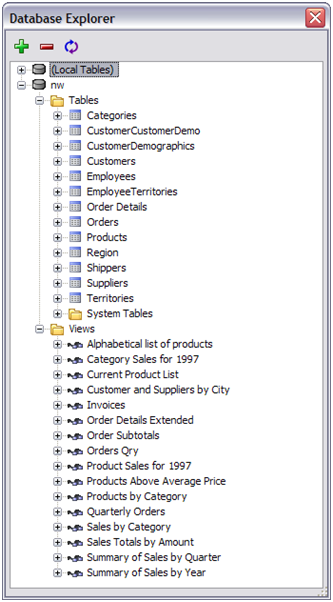 Database Explorer
(Local Tables)
nw
Tables
Categories
CustomerCustomerDemo
CustomerDemographics
Customers
Employees
EmployeeTerritories
Order Details
Orders
Products
Region
Shippers
Suppliers
Territories
System Tables
Views
Alphabetical list of products
Category Sales for 1997
Current Product List
Customer and Suppliers by City
Invoices
Order Details Extended
Order Subtotals
Orders Qry
Product Sales for 1997
Products Above Average Price
Products by Category
Quarterly Orders
Sales by Category
Sales Totals by Amount
Summary of Sales by Quarter
Summary of Sales by Year